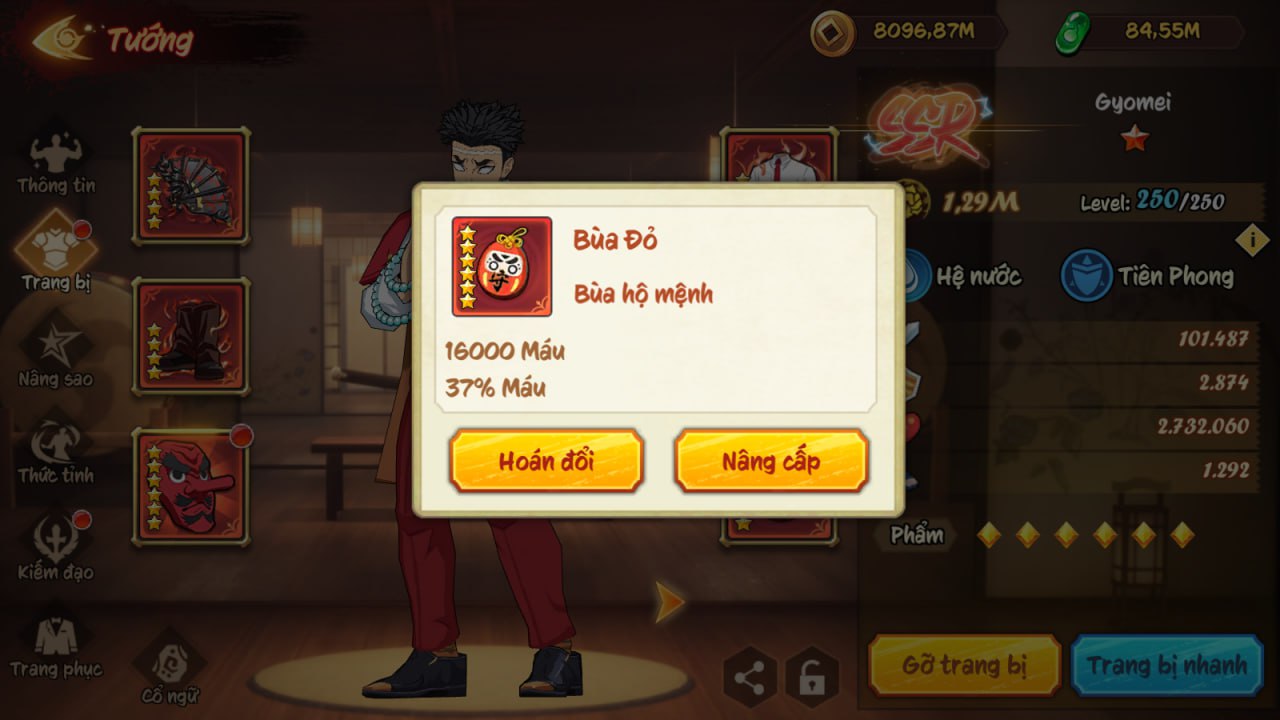 Tướng
8096,87M
84,55M
Thông tin
Trang bị
Nâng sao
Thức tỉnh
Kiếm đạo
Trang phục
Cổ ngữ
SSR
Gyomei
1,29M
Level: 250/250
Hệ nước
Tiên Phong
101.487
2.874
2.732.060
1.292
Phẩm
Bùa Đỏ
Bùa hộ mệnh
16000 Máu
37% Máu
Hoán đổi
Nâng cấp
Gỡ trang bị
Trang bị nhanh